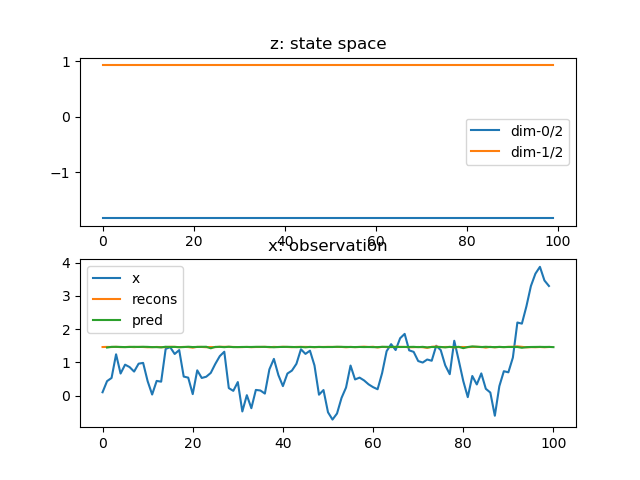 z: state space
1
0
−1
dim-0/2
dim-1/2
0 20 40 60 80 100
x: observation
4
3
2
1
0
x
recons
pred
0 20 40 60 80 100